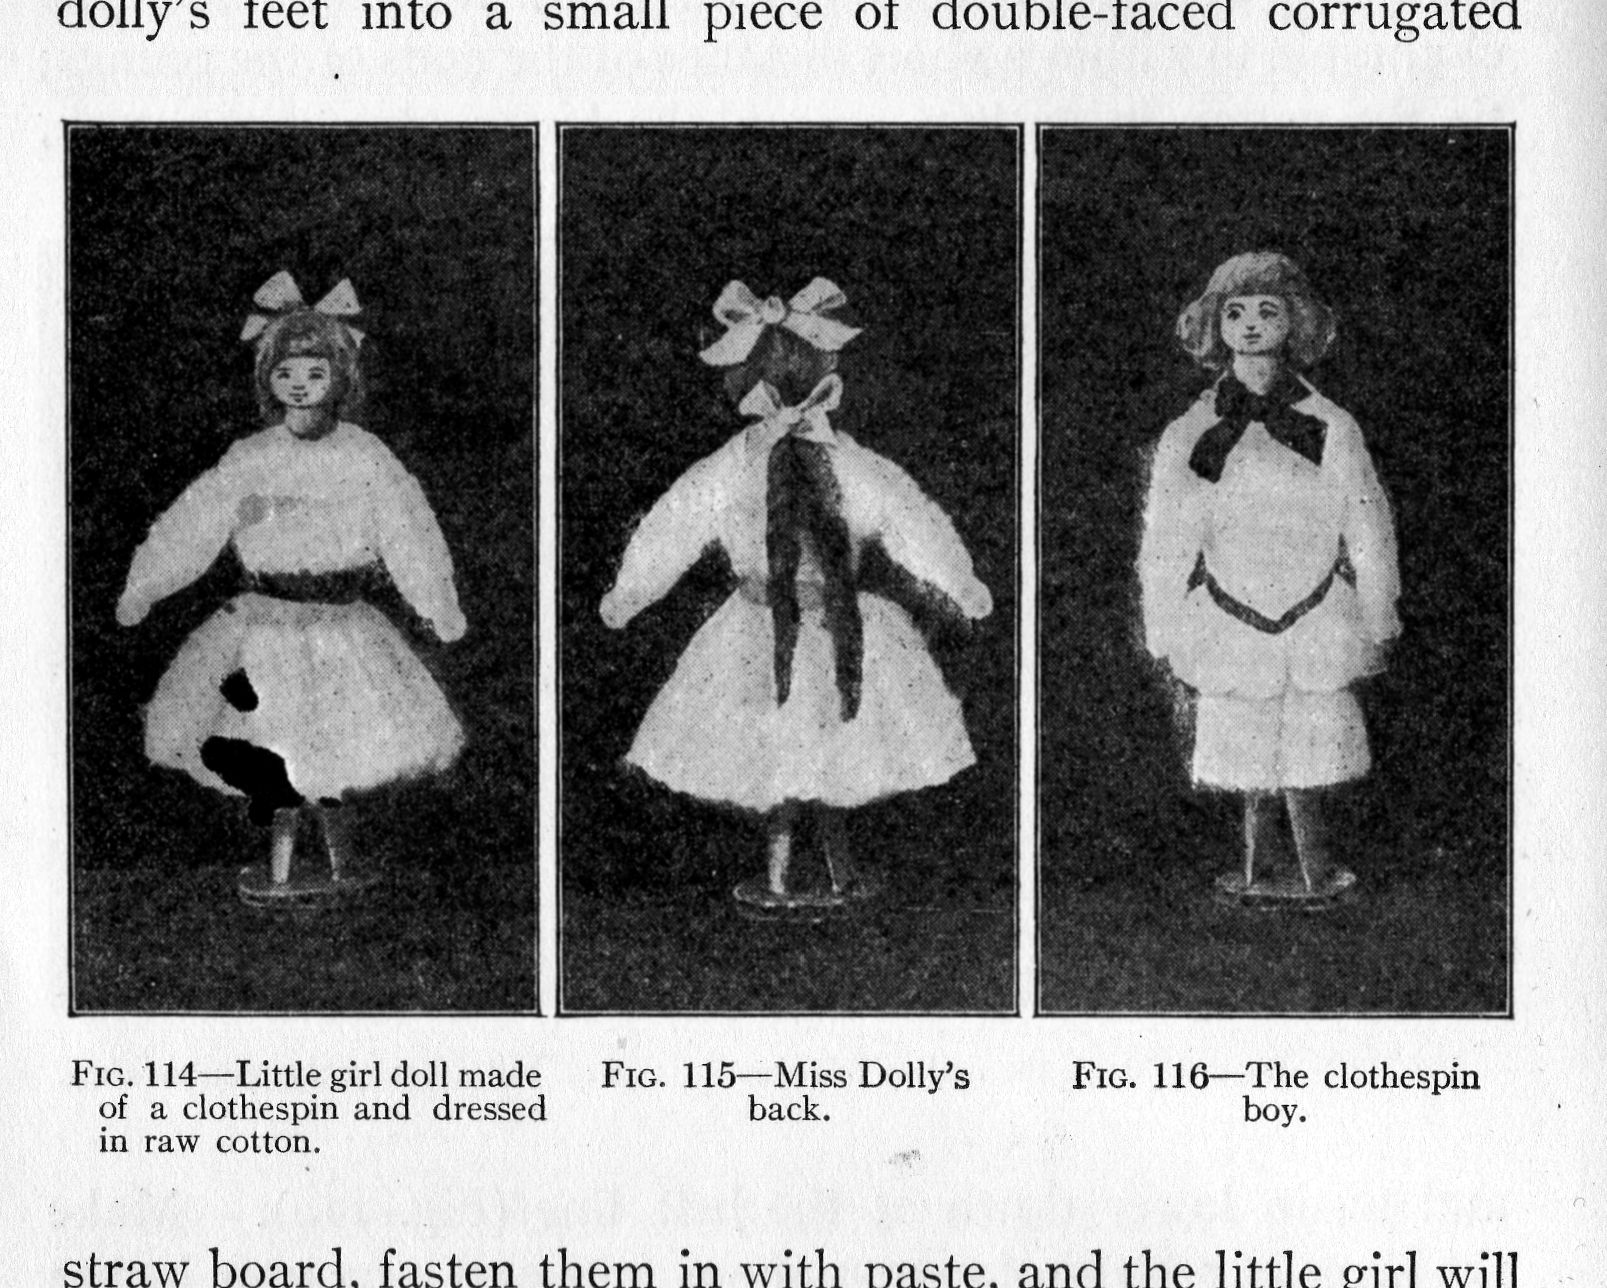 dolly's feet into a small piece of double-faced corrugated
FIG. 114—Little girl doll made
of a clothespin and dressed
in raw cotton.
FIG. 115—Miss Dolly's
back.
FIG. 116—The clothespin
boy.
straw board, fasten them in with paste, and the little girl will